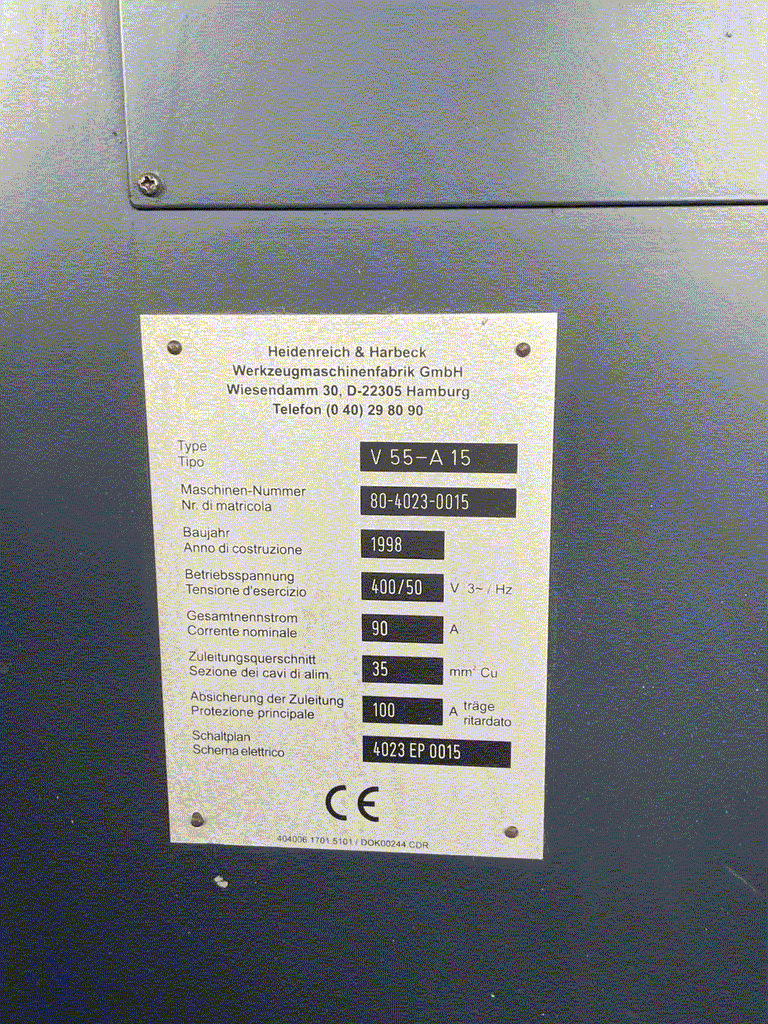 Heidenreich & Harbeck
Werkzeugmaschinenfabrik GmbH
Wiesendamm 30, D-22305 Hamburg
Telefon (0 40) 29 80 90
Type
Tipo
V 55-A 15
Maschinen-Nummer
Nr. di matricola
80-4023-0015
Baujahr
Anno di costruzione
1998
Betriebsspannung
Tensione d'esercizio
400/50 V 3~ / Hz
Gesamtnennstrom
Corrente nominale
90 A
Zuleitungsquerschnitt
Sezione dei cavi di alim.
35 mm² Cu
Absicherung der Zuleitung
Protezione principale
100 A träge
ritardato
Schaltplan
Schema elettrico
4023 EP 0015
CE
404006.1701.5101 / DOK00244.CDR